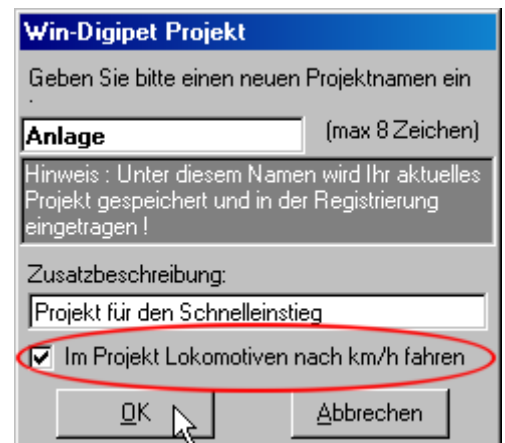 Win-Digipet Projekt
Geben Sie bitte einen neuen Projektnamen ein
:
Anlage (max 8 Zeichen)
Hinweis : Unter diesem Namen wird Ihr aktuelles
Projekt gespeichert und in der Registrierung
eingetragen !
Zusatzbeschreibung:
Projekt für den Schnelleinstieg
Im Projekt Lokomotiven nach km/h fahren
OK Abbrechen